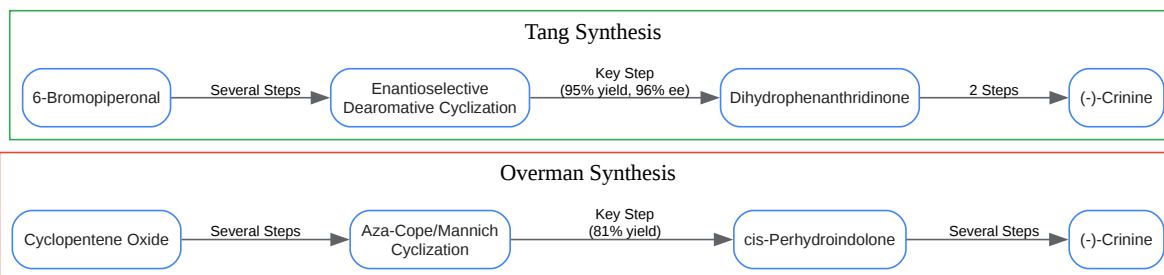 Tang Synthesis
6-Bromopiperonal
Several Steps
Enantioselective
Dearomative Cyclization
Key Step
(95% yield, 96% ee)
Dihydrophenanthridinone
2 Steps
(-)-Crinine
Overman Synthesis
Cyclopentene Oxide
Several Steps
Aza-Cope/Mannich
Cyclization
Key Step
(81% yield)
cis-Perhydroindolone
Several Steps
(-)-Crinine